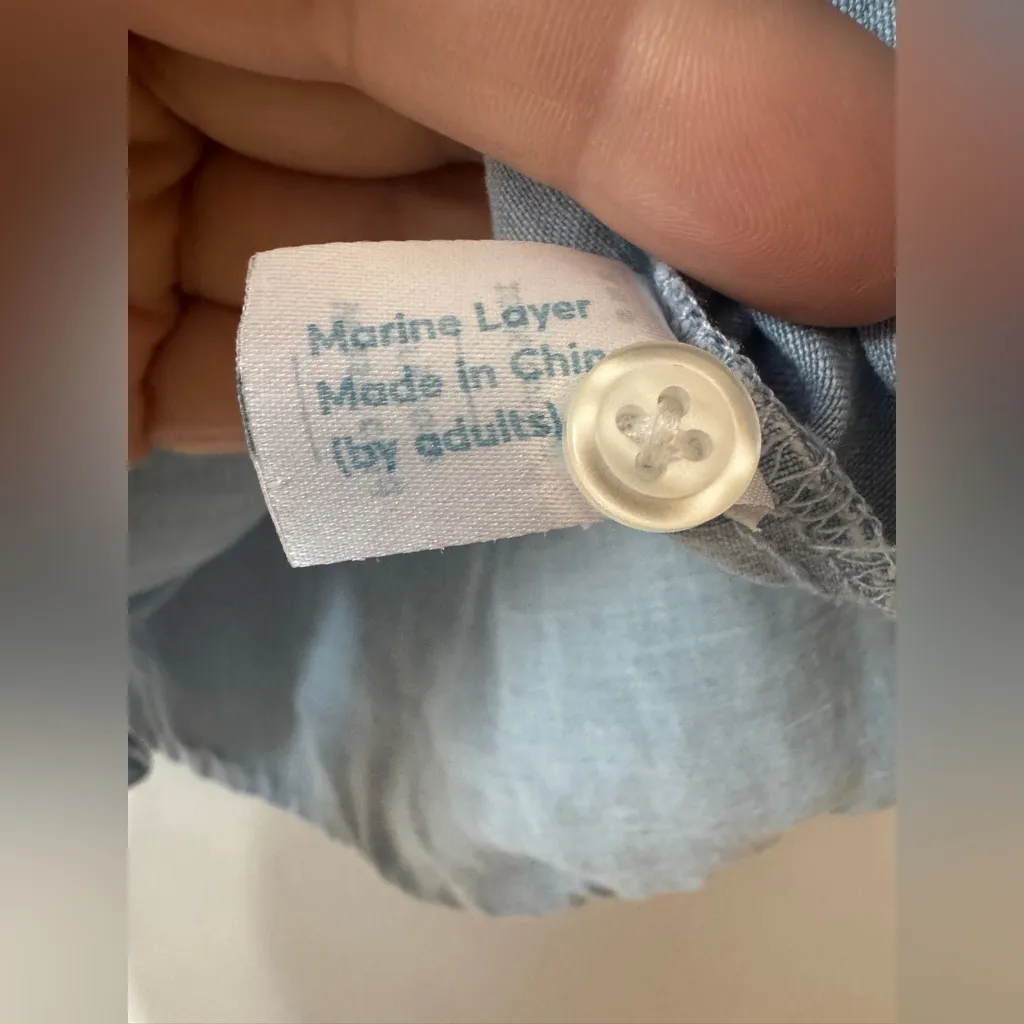 Marine Layer
Made in Chin
(by adults)